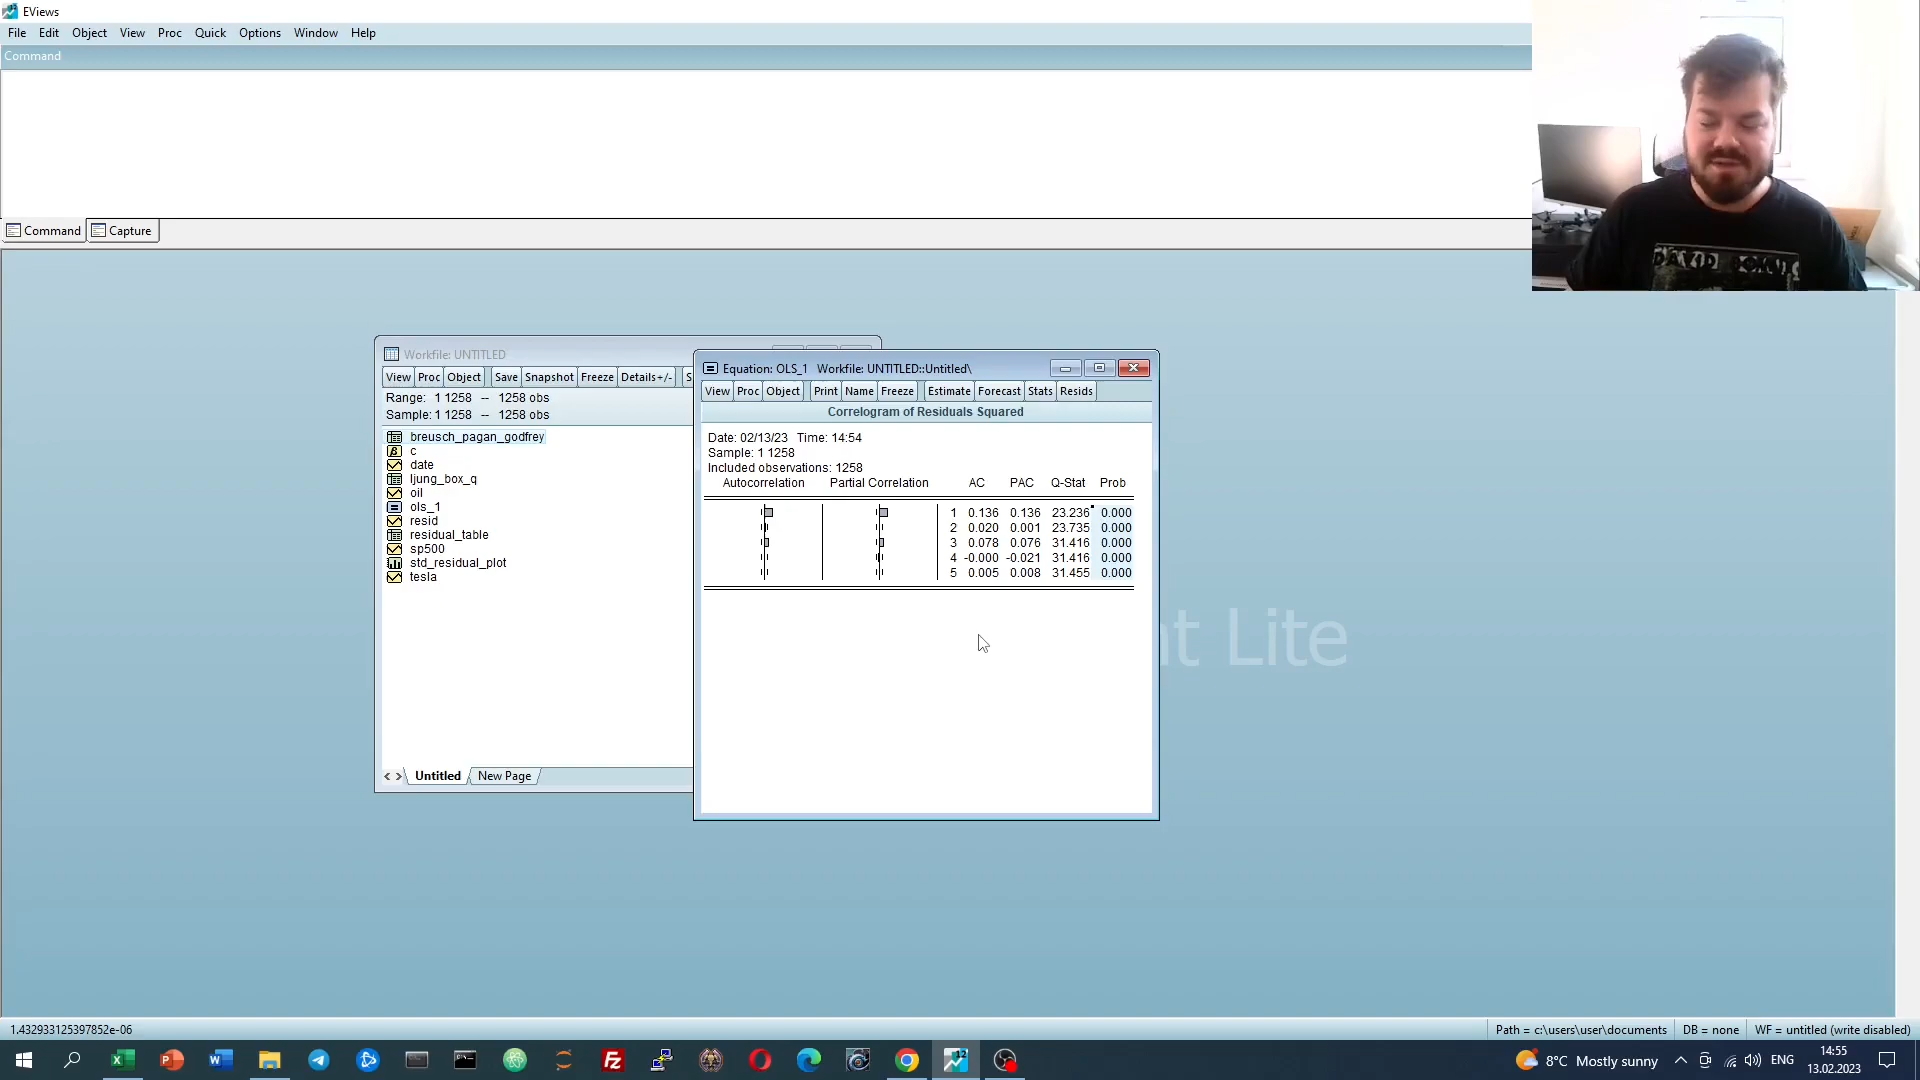 EViews
File Edit Object View Proc Quick Options Window Help
Command
Command Capture
Workfile: UNTITLED
View Proc Object Save Snapshot Freeze Details+/- S
Range: 1 1258 -- 1258 obs
Sample: 1 1258 -- 1258 obs
breusch_pagan_godfrey
c
date
ljung_box_q
oil
ols_1
resid
residual_table
sp500
std_residual_plot
tesla
< > Untitled New Page
Equation: OLS_1 Workfile: UNTITLED::Untitled\
View Proc Object Print Name Freeze Estimate Forecast Stats Resids
Correlogram of Residuals Squared
Date: 02/13/23 Time: 14:54
Sample: 1 1258
Included observations: 1258
Autocorrelation Partial Correlation AC PAC Q-Stat Prob
1 0.136 0.136 23.236 0.000
2 0.020 0.001 23.735 0.000
3 0.078 0.076 31.416 0.000
4 -0.000 -0.021 31.416 0.000
5 0.005 0.008 31.455 0.000
Lite
1.432933125397852e-06
Path = c:\users\user\documents DB = none WF = untitled (write disabled)
8°C Mostly sunny ENG
14:55
13.02.2023